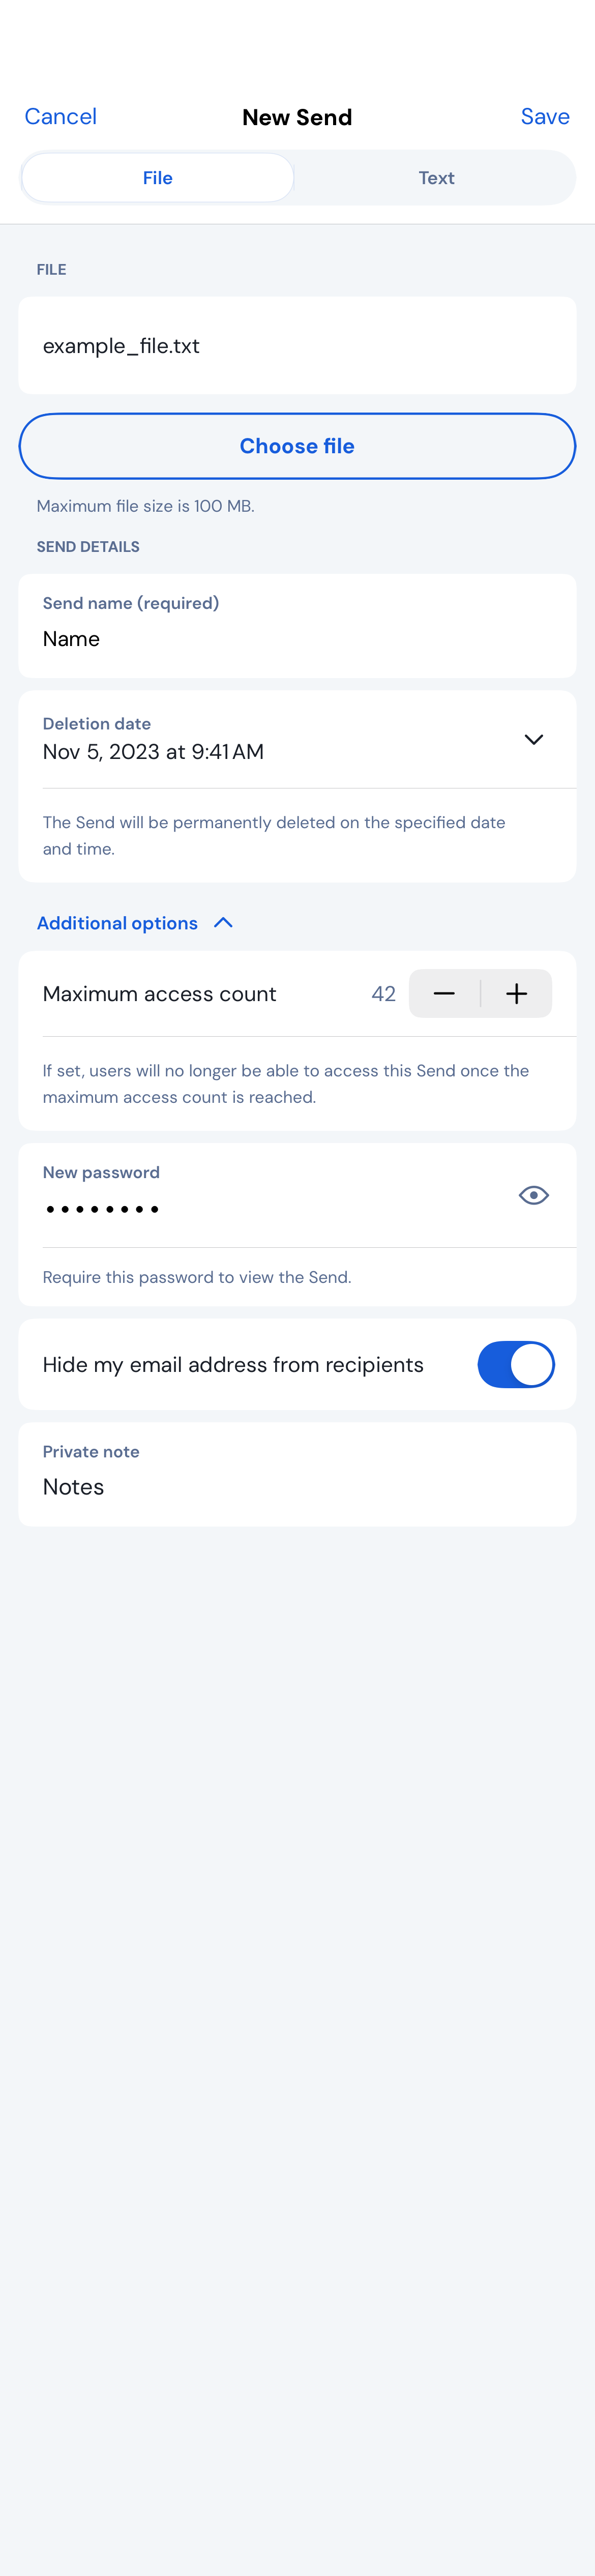 Cancel
New Send
Save
File
Text
FILE
example_file.txt
Choose file
Maximum file size is 100 MB.
SEND DETAILS
Send name (required)
Name
Deletion date
Nov 5, 2023 at 9:41 AM
The Send will be permanently deleted on the specified date
and time.
Additional options
Maximum access count
42
If set, users will no longer be able to access this Send once the
maximum access count is reached.
New password
••••••••
Require this password to view the Send.
Hide my email address from recipients
Private note
Notes